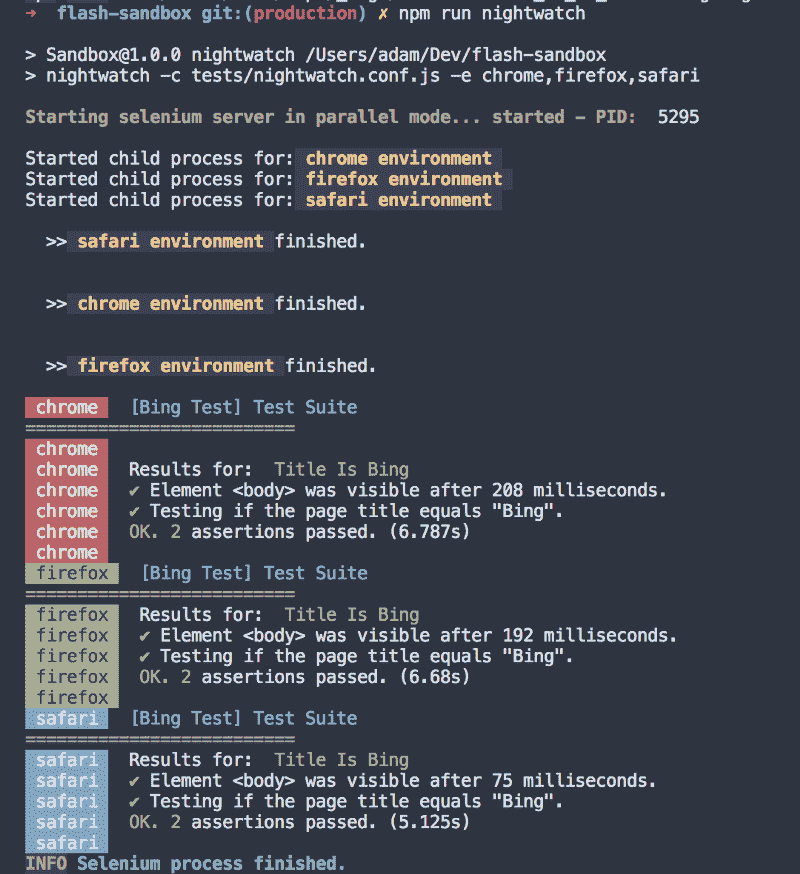 ➜ flash-sandbox git:(production) ✗ npm run nightwatch
> Sandbox@1.0.0 nightwatch /Users/adam/Dev/flash-sandbox
> nightwatch -c tests/nightwatch.conf.js -e chrome,firefox,safari
Starting selenium server in parallel mode... started - PID: 5295
Started child process for: chrome environment
Started child process for: firefox environment
Started child process for: safari environment
>> safari environment finished.
>> chrome environment finished.
>> firefox environment finished.
chrome [Bing Test] Test Suite
==========================
chrome
chrome Results for: Title Is Bing
chrome ✔ Element <body> was visible after 208 milliseconds.
chrome ✔ Testing if the page title equals "Bing".
chrome OK. 2 assertions passed. (6.787s)
chrome
firefox [Bing Test] Test Suite
==========================
firefox Results for: Title Is Bing
firefox ✔ Element <body> was visible after 192 milliseconds.
firefox ✔ Testing if the page title equals "Bing".
firefox OK. 2 assertions passed. (6.68s)
firefox
safari [Bing Test] Test Suite
==========================
safari Results for: Title Is Bing
safari ✔ Element <body> was visible after 75 milliseconds.
safari ✔ Testing if the page title equals "Bing".
safari OK. 2 assertions passed. (5.125s)
safari
INFO Selenium process finished.